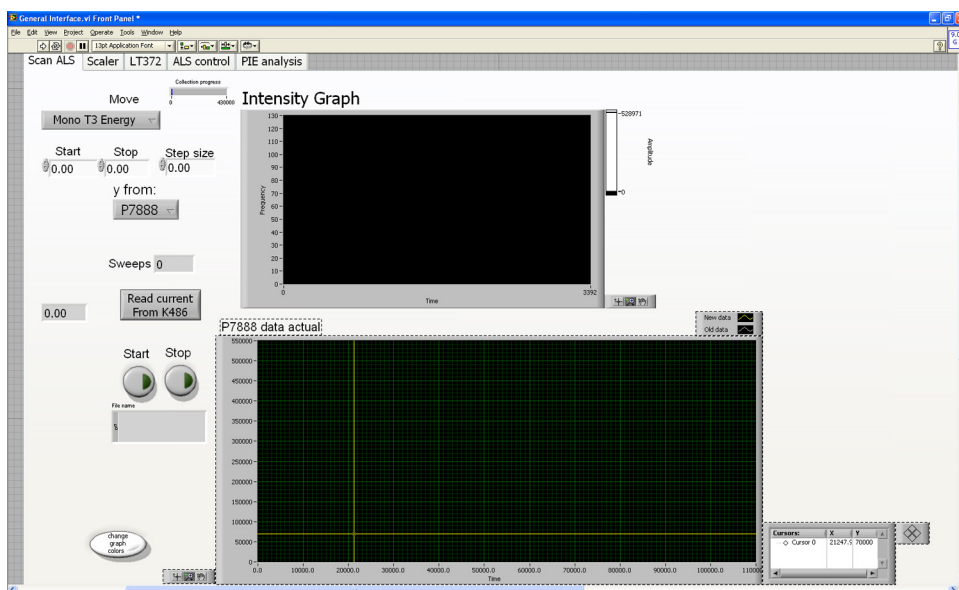 General Interface.vi Front Panel *
File Edit View Project Operate Tools Window Help
13pt Application Font
Scan ALS Scaler LT372 ALS control PIE analysis
Collection progress
0 430000
Move
Mono T3 Energy
Start Stop Step size
0.00 0.00 0.00
y from:
P7888
Sweeps 0
0.00
Read current
From K486
Start Stop
File name
change
graph
colors
Intensity Graph
130
120
110
100
90
80
70
60
50
40
30
20
10
0
Frequency
0 3392
Time
528971
0
Amplitude
P7888 data actual
New data
Old data
550000
500000
450000
400000
350000
300000
250000
200000
150000
100000
50000
0
0.0 10000.0 20000.0 30000.0 40000.0 50000.0 60000.0 70000.0 80000.0 90000.0 100000.0 11000
Time
Cursors: X Y
Cursor 0 21247.9 70000